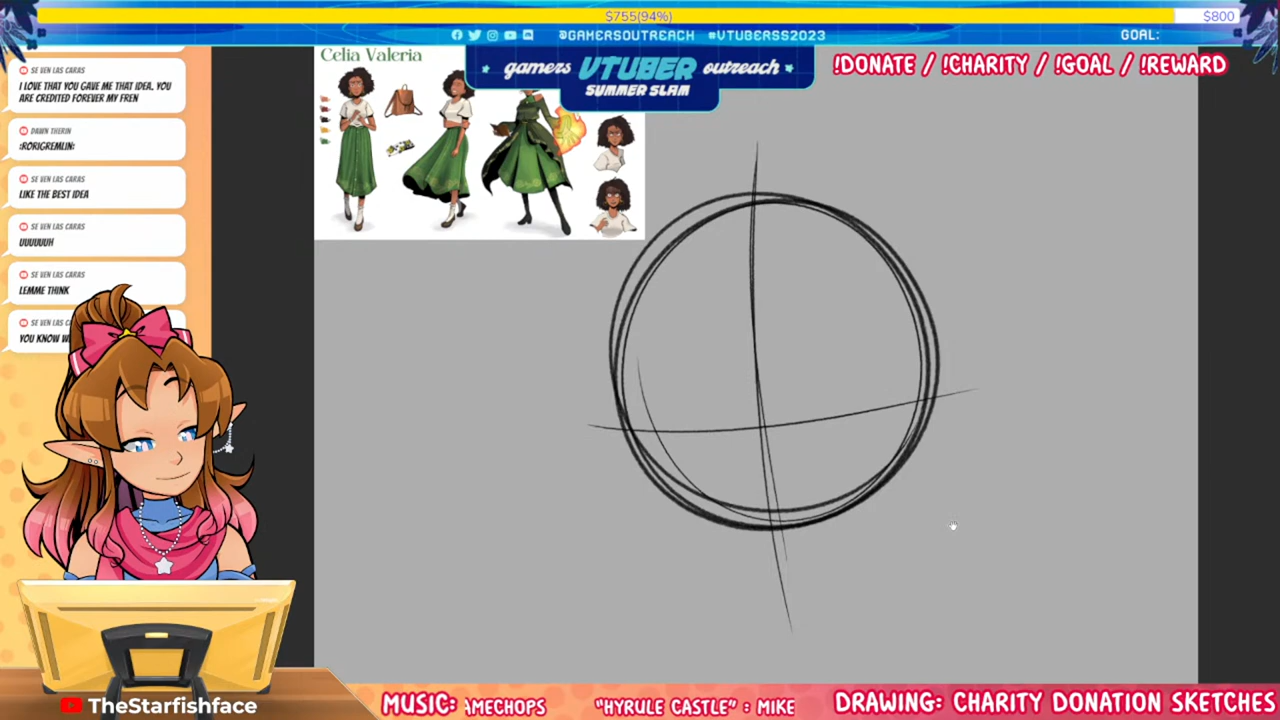 $755(94%)
$800
@GAMERSOUTREACH
#VTUBERSS2023
GOAL:
Celia Valeria
gamers VTUBER outreach
SUMMER SLAM
!DONATE / !CHARITY / !GOAL / !REWARD
SE VEN LAS CARAS
I LOVE THAT YOU GAVE ME THAT IDEA. YOU
ARE CREDITED FOREVER MY FREN
DAWN THERIN
:RORIGREMLIN:
SE VEN LAS CARAS
LIKE THE BEST IDEA
SE VEN LAS CARAS
UUUUUUH
SE VEN LAS CARAS
LEMME THINK
SE VEN LAS
YOU KNOW
TheStarfishface
MUSIC: AMECHOPS "HYRULE CASTLE" : MIKE
DRAWING: CHARITY DONATION SKETCHES